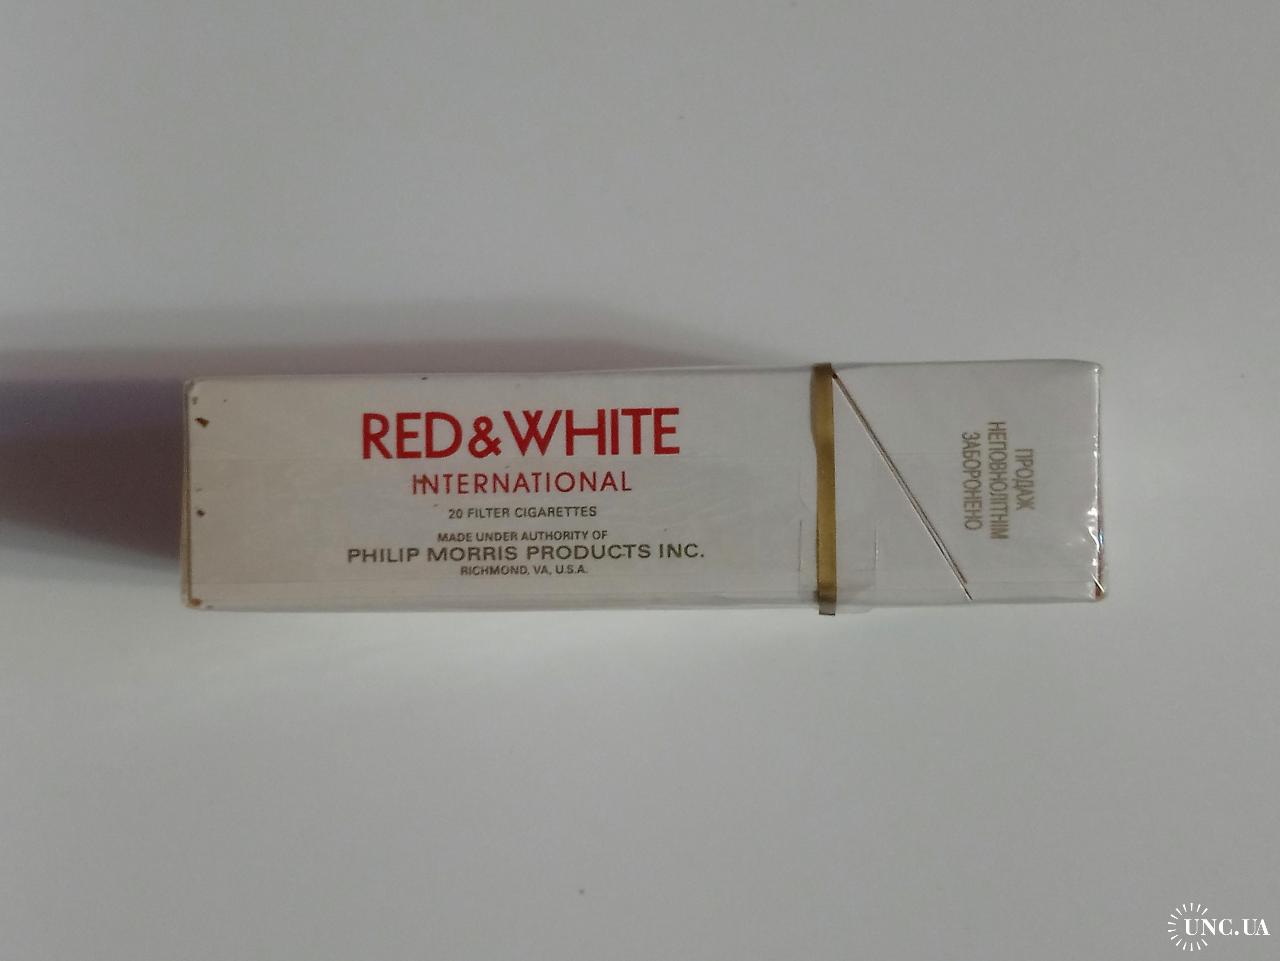 RED & WHITE
INTERNATIONAL
20 FILTER CIGARETTES
MADE UNDER AUTHORITY OF
PHILIP MORRIS PRODUCTS INC.
RICHMOND, VA, U.S.A.
ПРОДАЖ
НЕПОВНОЛІТНІМ
ЗАБОРОНЕНО
UNC.UA